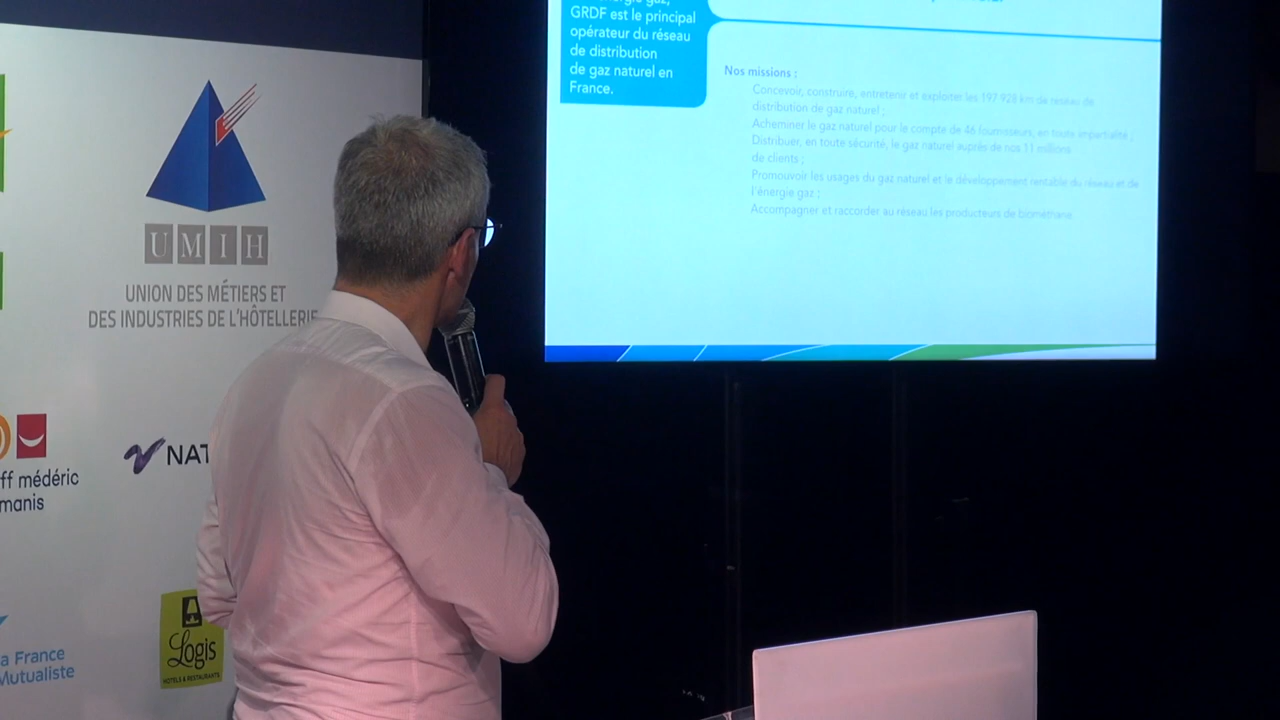 GRDF est le principal
opérateur du réseau
de distribution
de gaz naturel en
France.
Nos missions :
Concevoir, construire, entretenir et exploiter les 197 928 km de réseau de
distribution de gaz naturel ;
Acheminer le gaz naturel pour le compte de 46 fournisseurs, en toute impartialité ;
Distribuer, en toute sécurité, le gaz naturel auprès de nos 11 millions
de clients ;
Promouvoir les usages du gaz naturel et le développement rentable du réseau et de
l'énergie gaz ;
Accompagner et raccorder au réseau les producteurs de biométhane.
UMIH
UNION DES MÉTIERS ET
DES INDUSTRIES DE L'HÔTELLERIE
ff médéric
manis
NAT
a France
Mutualiste
Logis
HOTELS & RESTAURANTS